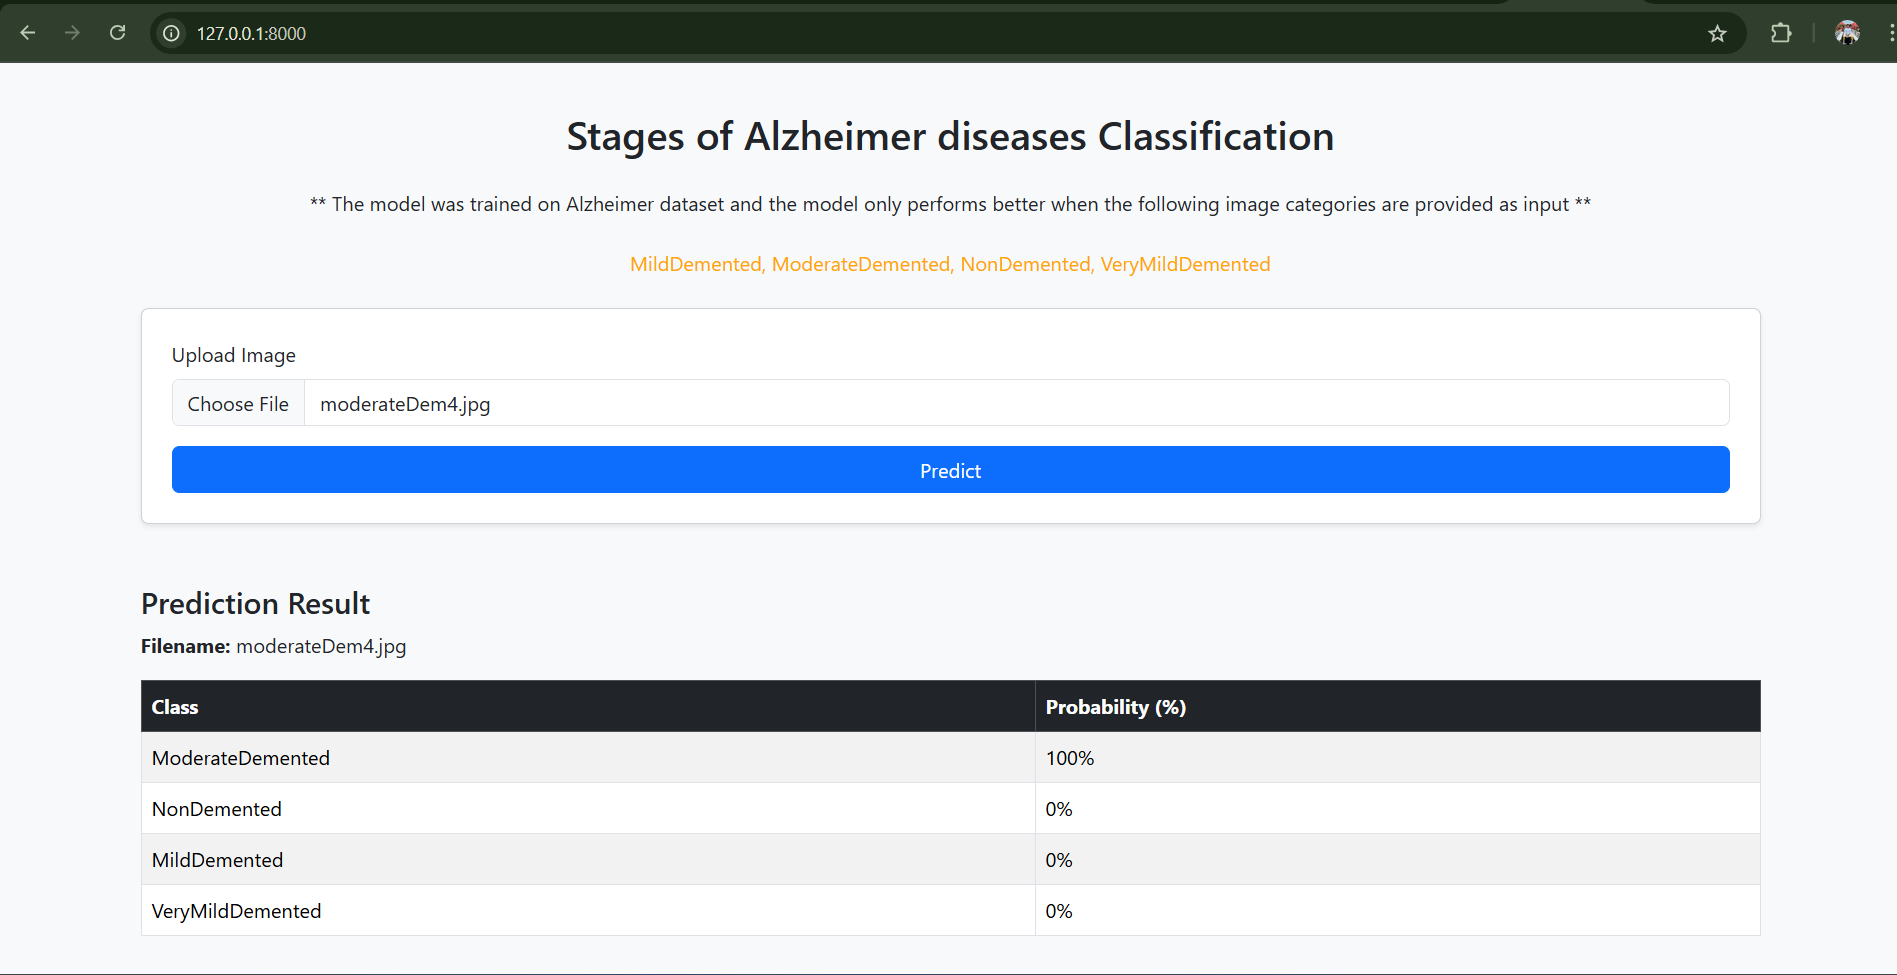 127.0.0.1:8000
Stages of Alzheimer diseases Classification
** The model was trained on Alzheimer dataset and the model only performs better when the following image categories are provided as input **
MildDemented, ModerateDemented, NonDemented, VeryMildDemented
Upload Image
Choose File moderateDem4.jpg
Predict
Prediction Result
Filename: moderateDem4.jpg
Class Probability (%)
ModerateDemented 100%
NonDemented 0%
MildDemented 0%
VeryMildDemented 0%